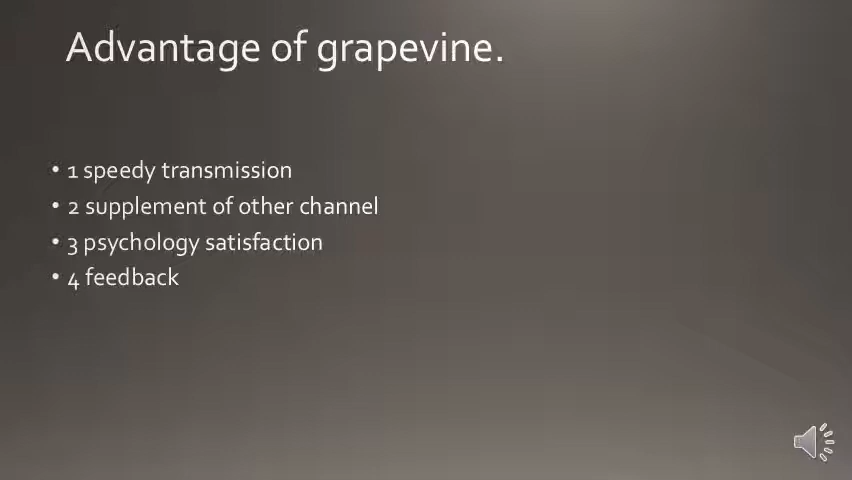 Advantage of grapevine.
• 1 speedy transmission
• 2 supplement of other channel
• 3 psychology satisfaction
• 4 feedback